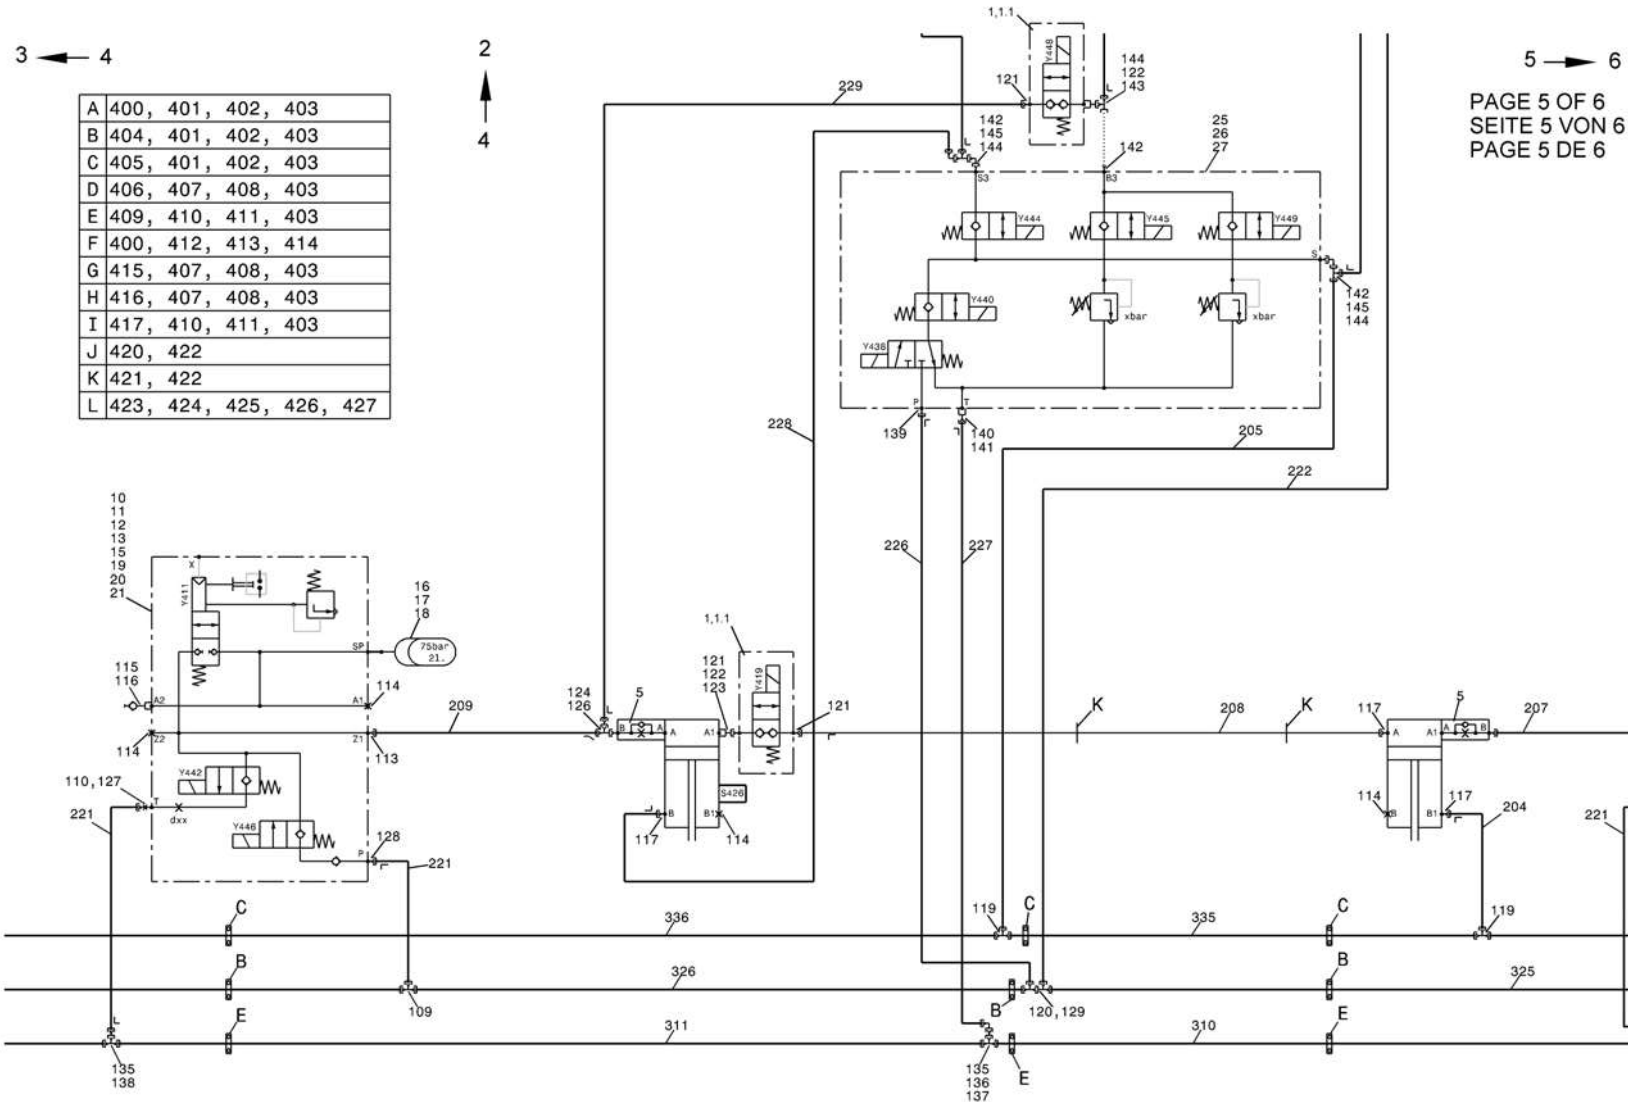 3 4
2
4
5 6
PAGE 5 OF 6
SEITE 5 VON 6
PAGE 5 DE 6
A 400, 401, 402, 403
B 404, 401, 402, 403
C 405, 401, 402, 403
D 406, 407, 408, 403
E 409, 410, 411, 403
F 400, 412, 413, 414
G 415, 407, 408, 403
H 416, 407, 408, 403
I 417, 410, 411, 403
J 420, 422
K 421, 422
L 423, 424, 425, 426, 427
1,1.1
Y448
121
144
122
143
L
229
142
145
144
L
142
25
26
27
S3
B3
Y444
Y445
Y449
S
L
142
145
144
Y440
xbar
xbar
Y438
P
T
139
140
141
228
205
222
226
227
10
11
12
13
15
19
20
21
X
Y411
SP
16
17
18
75bar
2l.
115
116
A2
A1
114
114
Z2
Z1
113
209
Y442
110,127
T
dxx
221
Y446
P
128
221
124
126
L
5
B
A
A
A1
121
122
123
1,1.1
Y419
121
S426
B
B1
117
114
K
208
K
117
A
A1
A
B
5
207
114
B
B1
117
204
221
C
336
119
C
335
C
119
B
326
109
B
120,129
B
325
L
E
311
135
138
135
136
137
E
310
E